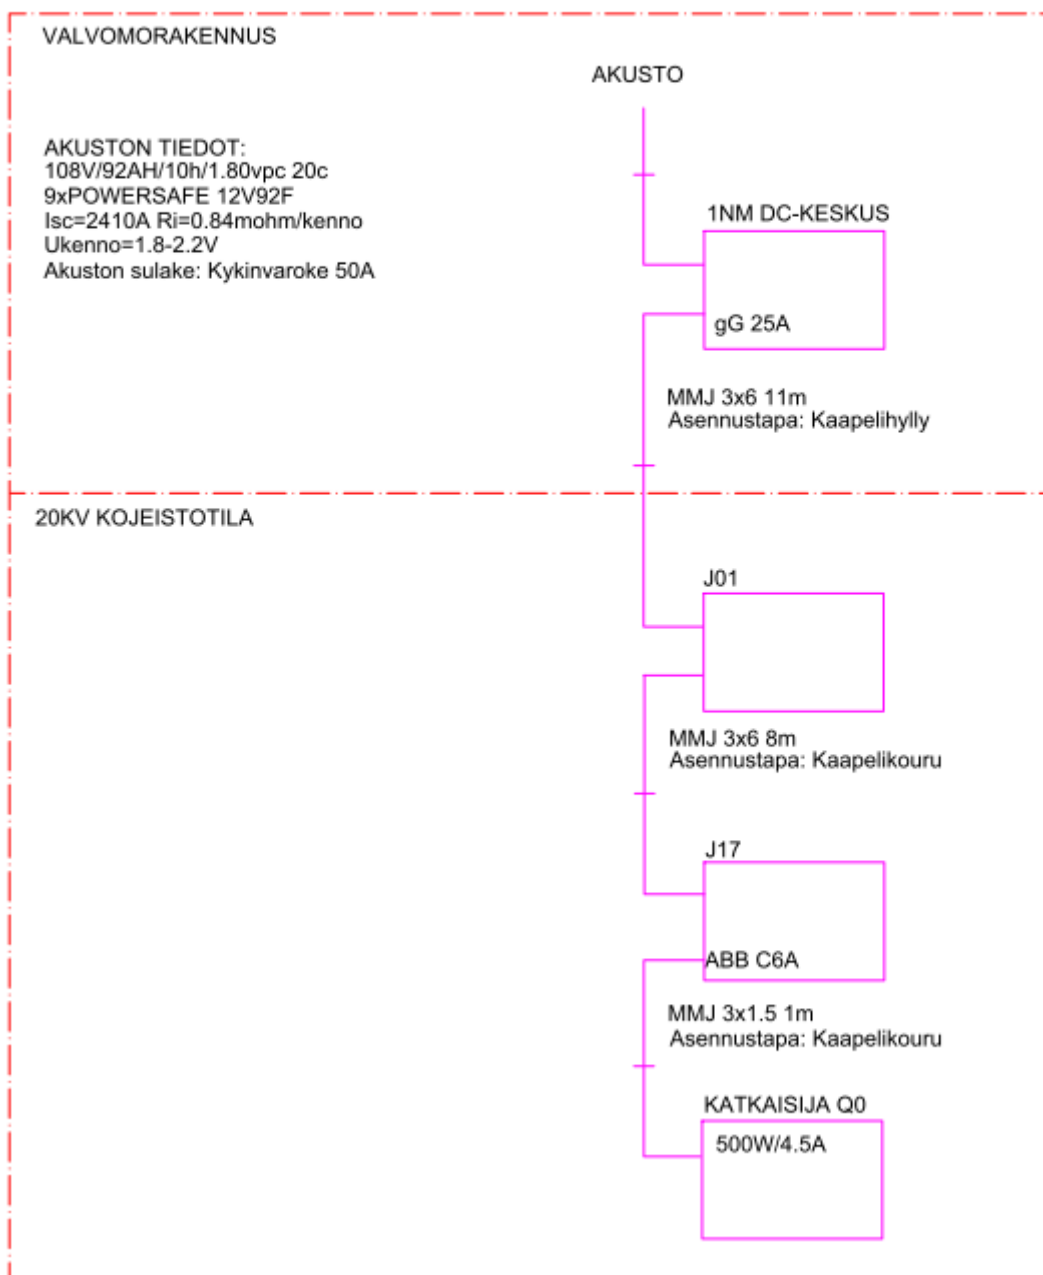 VALVOMORAKENNUS
AKUSTO
AKUSTON TIEDOT:
108V/92AH/10h/1.80vpc 20c
9xPOWERSAFE 12V92F
Isc=2410A Ri=0.84mohm/kenno
Ukenno=1.8-2.2V
Akuston sulake: Kykinvaroke 50A
1NM DC-KESKUS
gG 25A
MMJ 3x6 11m
Asennustapa: Kaapelihylly
20KV KOJEISTOTILA
J01
MMJ 3x6 8m
Asennustapa: Kaapelikouru
J17
ABB C6A
MMJ 3x1.5 1m
Asennustapa: Kaapelikouru
KATKAISIJA Q0
500W/4.5A